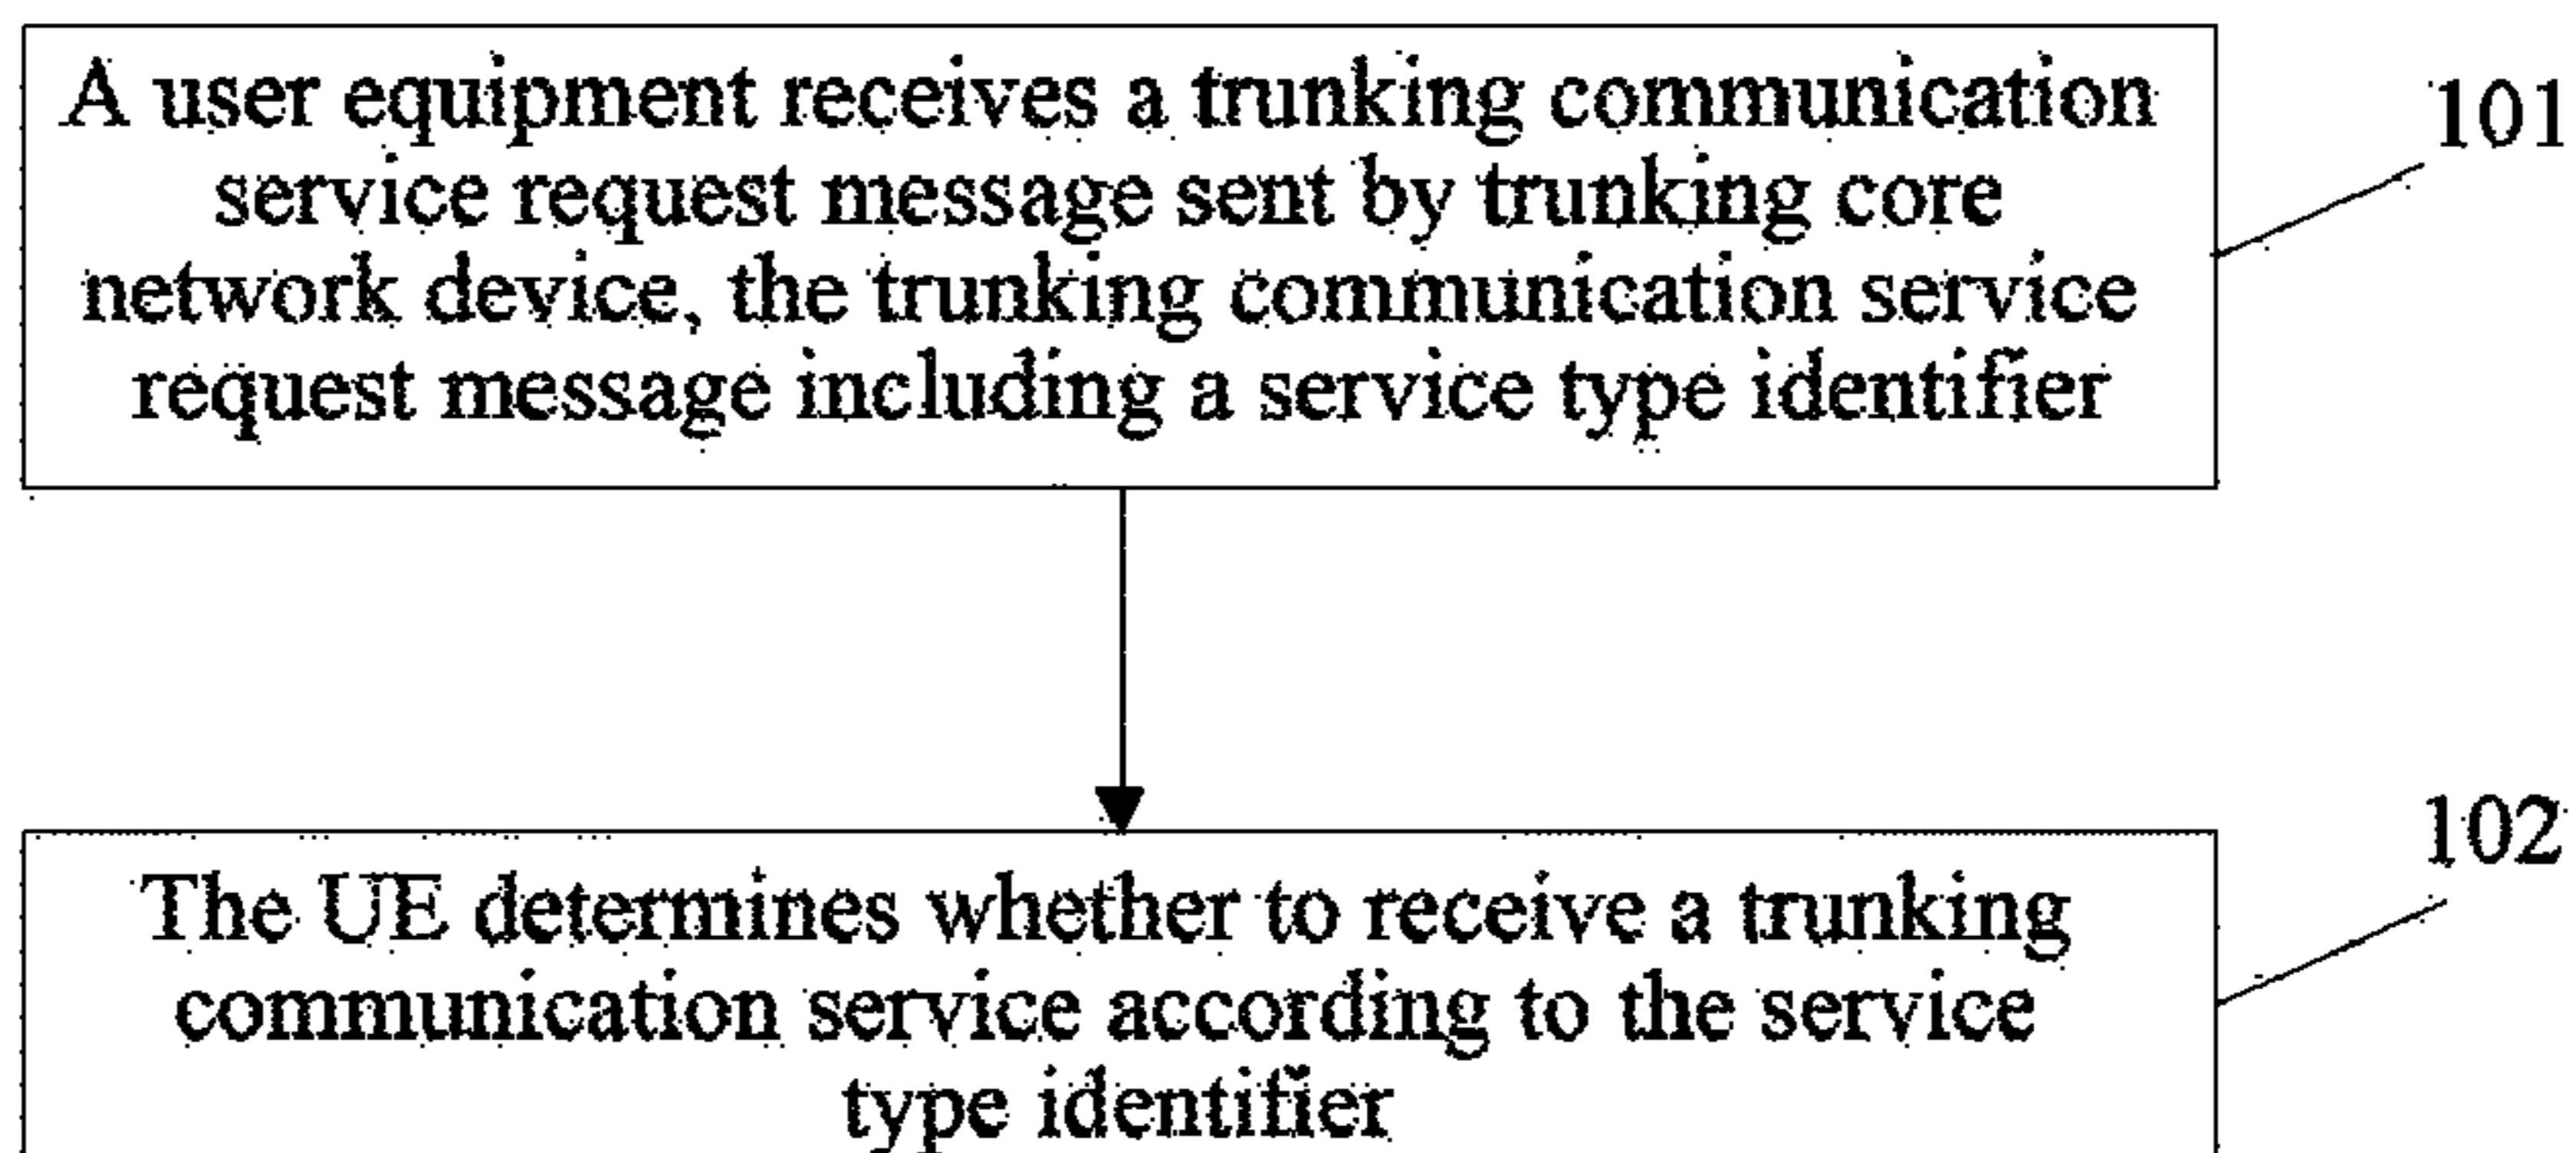 A user equipment receives a trunking communication
service request message sent by trunking core
network device, the trunking communication service
request message including a service type identifier
101
The UE determines whether to receive a trunking
communication service according to the service
type identifier
102